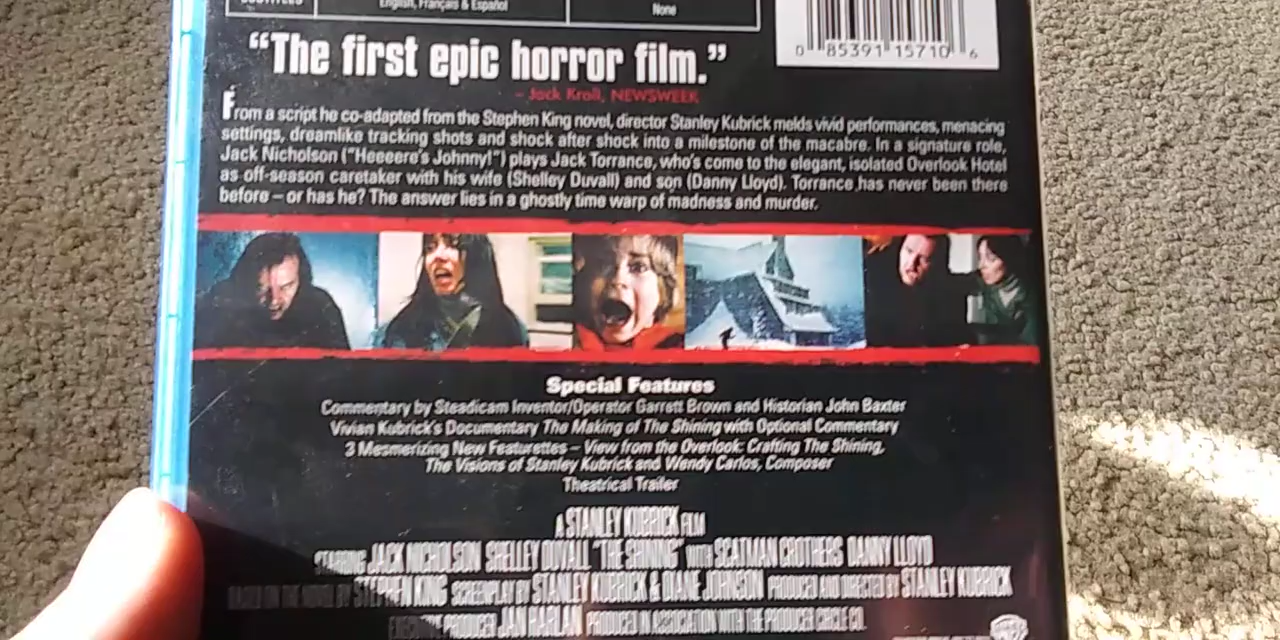 SUBTITLES English, Français & Español None
0 85391 15710 6
“The first epic horror film.”
– Jack Kroll, NEWSWEEK
From a script he co-adapted from the Stephen King novel, director Stanley Kubrick melds vivid performances, menacing
settings, dreamlike tracking shots and shock after shock into a milestone of the macabre. In a signature role,
Jack Nicholson ("Heeeere's Johnny!") plays Jack Torrance, who's come to the elegant, isolated Overlook Hotel
as off-season caretaker with his wife (Shelley Duvall) and son (Danny Lloyd). Torrance has never been there
before – or has he? The answer lies in a ghostly time warp of madness and murder.
Special Features
Commentary by Steadicam Inventor/Operator Garrett Brown and Historian John Baxter
Vivian Kubrick's Documentary The Making of The Shining with Optional Commentary
3 Mesmerizing New Featurettes – View from the Overlook: Crafting The Shining,
The Visions of Stanley Kubrick and Wendy Carlos, Composer
Theatrical Trailer
A STANLEY KUBRICK FILM
STARRING JACK NICHOLSON SHELLEY DUVALL "THE SHINING" WITH SCATMAN CROTHERS DANNY LLOYD
BASED ON THE NOVEL BY STEPHEN KING SCREENPLAY BY STANLEY KUBRICK & DIANE JOHNSON PRODUCED AND DIRECTED BY STANLEY KUBRICK
EXECUTIVE PRODUCER JAN HARLAN PRODUCED IN ASSOCIATION WITH THE PRODUCER CIRCLE CO.